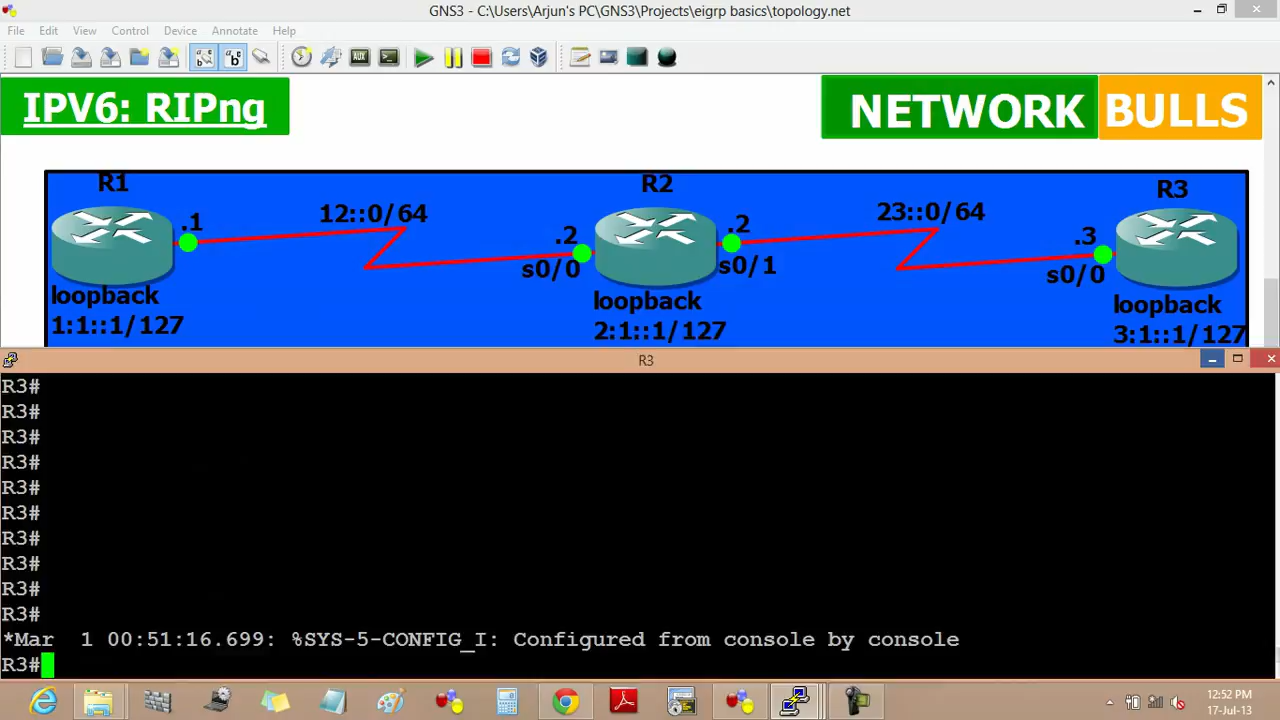 GNS3 - C:\Users\Arjun's PC\GNS3\Projects\eigrp basics\topology.net
File Edit View Control Device Annotate Help
AUX
IPV6: RIPng
NETWORK BULLS
R1 R2 R3
.1 12::0/64 .2 .2 23::0/64 .3
s0/0 s0/1 s0/0
loopback loopback loopback
1:1::1/127 2:1::1/127 3:1::1/127
R3
R3#
R3#
R3#
R3#
R3#
R3#
R3#
R3#
R3#
R3#
*Mar  1 00:51:16.699: %SYS-5-CONFIG_I: Configured from console by console
R3#
12:52 PM
17-Jul-13